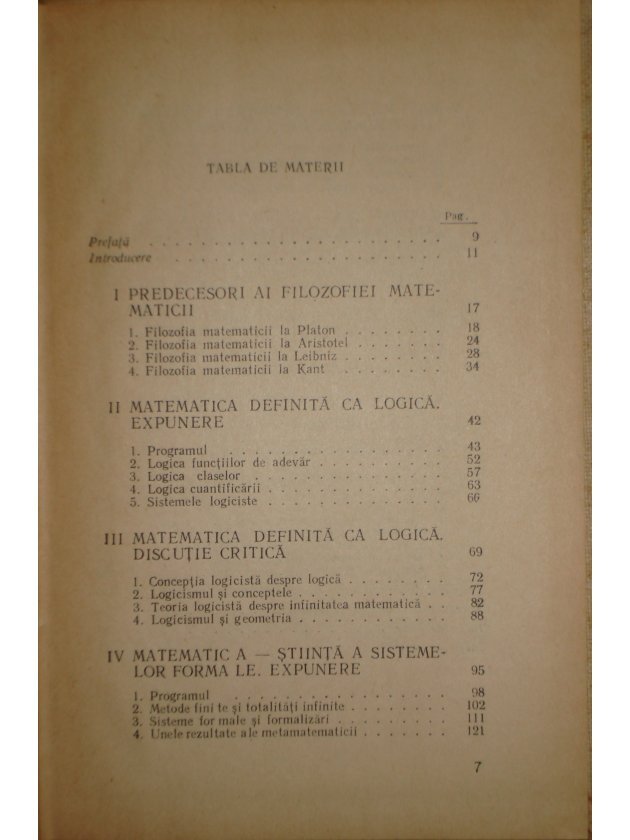 TABLA DE MATERII
Pag.
Prefață . . . . . . . . . . . . . . . . . . . . . . 9
Introducere . . . . . . . . . . . . . . . . . . . . 11
I PREDECESORI AI FILOZOFIEI MATE-
MATICII 17
1. Filozofia matematicii la Platon . . . . . . . . 18
2. Filozofia matematicii la Aristotel . . . . . . . 24
3. Filozofia matematicii la Leibniz . . . . . . . . 28
4. Filozofia matematicii la Kant . . . . . . . . . 34
II MATEMATICA DEFINITĂ CA LOGICĂ.
EXPUNERE 42
1. Programul . . . . . . . . . . . . . . . . 43
2. Logica funcțiilor de adevăr . . . . . . . . . . 52
3. Logica claselor . . . . . . . . . . . . . . 57
4. Logica cuantificării . . . . . . . . . . . . . 63
5. Sistemele logiciste . . . . . . . . . . . . . 66
III MATEMATICA DEFINITĂ CA LOGICĂ.
DISCUȚIE CRITICĂ 69
1. Concepția logicistă despre logică . . . . . . . . 72
2. Logicismul și conceptele . . . . . . . . . . . 77
3. Teoria logicistă despre infinitatea matematică . . 82
4. Logicismul și geometria . . . . . . . . . . . 88
IV MATEMATIC A — ȘTIINȚĂ A SISTEME-
LOR FORMA LE. EXPUNERE 95
1. Programul . . . . . . . . . . . . . . . . 98
2. Metode fini te și totalități infinite . . . . . . . 102
3. Sisteme for male și formalizări . . . . . . . . 111
4. Unele rezultate ale metamatematicii . . . . . . . 121
7